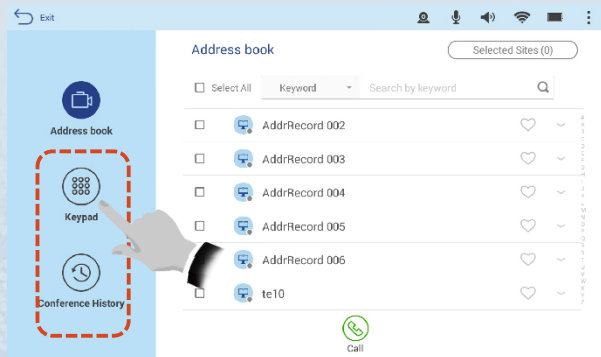 Exit
Address book
Selected Sites (0)
Select All
Keyword
Search by keyword
Address book
AddrRecord 002
AddrRecord 003
Keypad
AddrRecord 004
AddrRecord 005
AddrRecord 006
Conference History
te10
Call